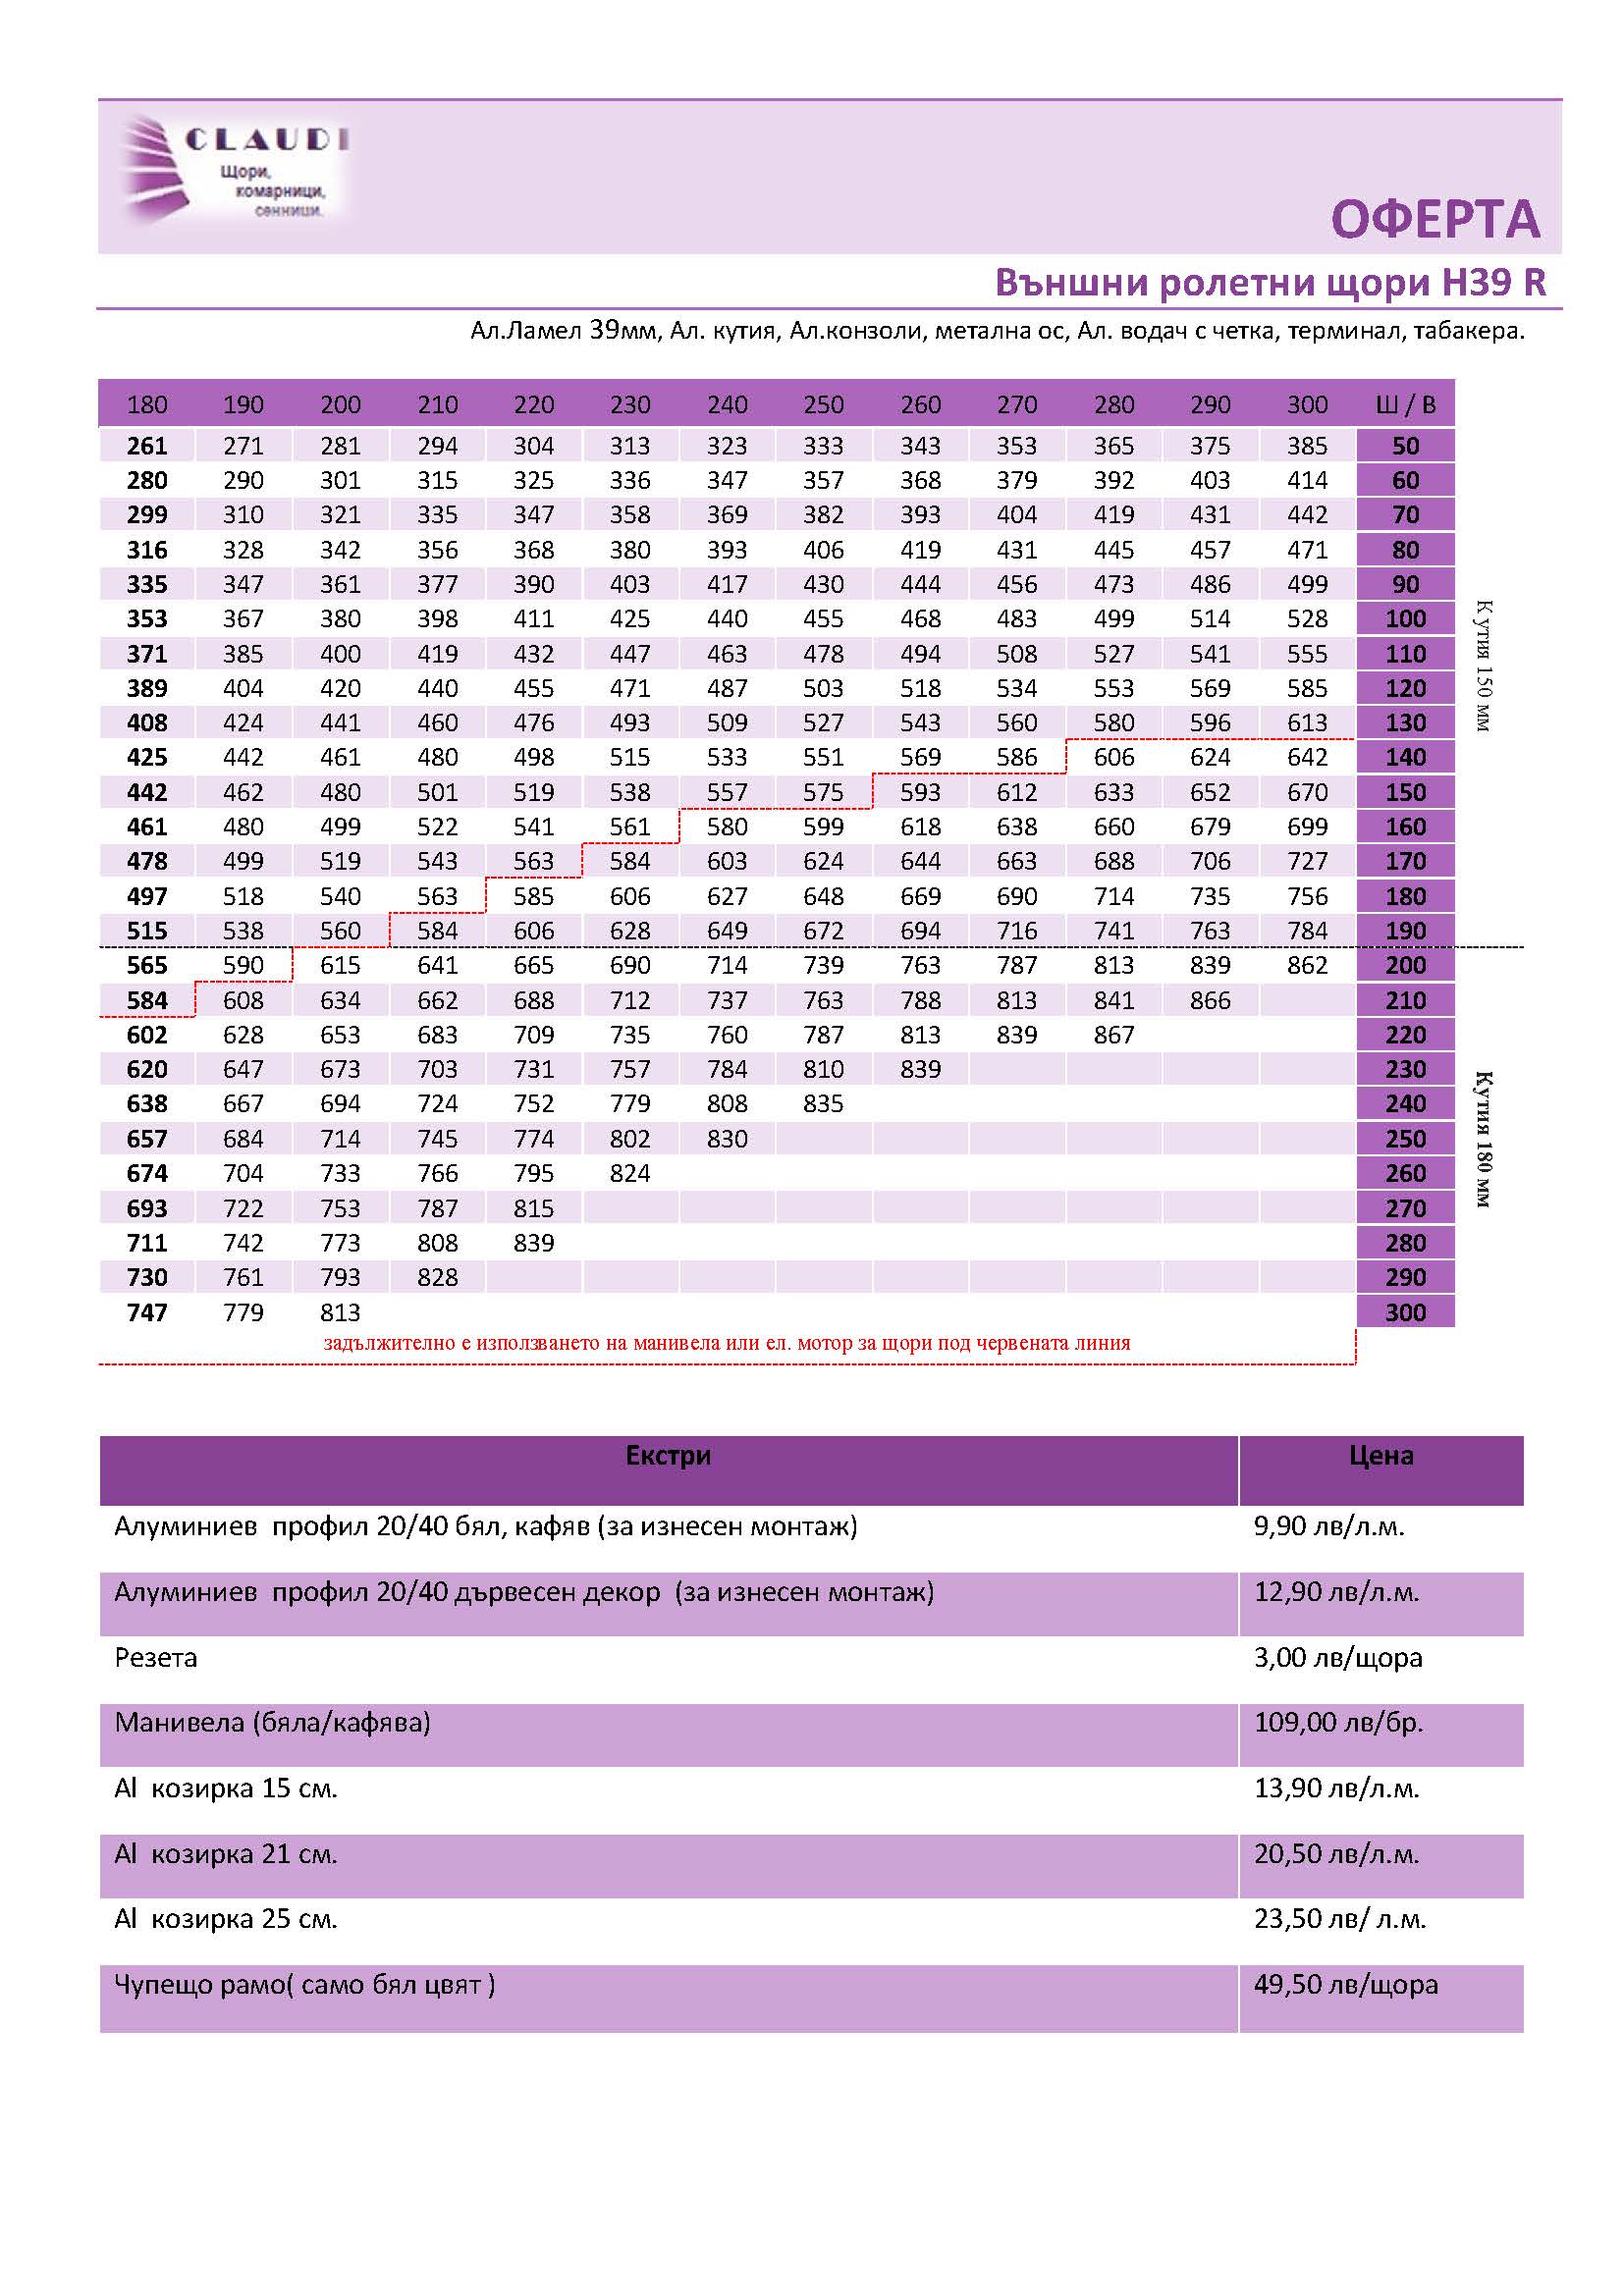 CLAUDI
Щори,
комарници,
сенници.
ОФЕРТА
Външни ролетни щори H39 R
Ал.Ламел 39мм, Ал. кутия, Ал.конзоли, метална ос, Ал. водач с четка, терминал, табакера.
180 190 200 210 220 230 240 250 260 270 280 290 300 Ш / В
261 271 281 294 304 313 323 333 343 353 365 375 385 50
280 290 301 315 325 336 347 357 368 379 392 403 414 60
299 310 321 335 347 358 369 382 393 404 419 431 442 70
316 328 342 356 368 380 393 406 419 431 445 457 471 80
335 347 361 377 390 403 417 430 444 456 473 486 499 90
353 367 380 398 411 425 440 455 468 483 499 514 528 100
371 385 400 419 432 447 463 478 494 508 527 541 555 110
389 404 420 440 455 471 487 503 518 534 553 569 585 120
408 424 441 460 476 493 509 527 543 560 580 596 613 130
425 442 461 480 498 515 533 551 569 586 606 624 642 140
442 462 480 501 519 538 557 575 593 612 633 652 670 150
461 480 499 522 541 561 580 599 618 638 660 679 699 160
478 499 519 543 563 584 603 624 644 663 688 706 727 170
497 518 540 563 585 606 627 648 669 690 714 735 756 180
515 538 560 584 606 628 649 672 694 716 741 763 784 190
565 590 615 641 665 690 714 739 763 787 813 839 862 200
584 608 634 662 688 712 737 763 788 813 841 866 210
602 628 653 683 709 735 760 787 813 839 867 220
620 647 673 703 731 757 784 810 839 230
638 667 694 724 752 779 808 835 240
657 684 714 745 774 802 830 250
674 704 733 766 795 824 260
693 722 753 787 815 270
711 742 773 808 839 280
730 761 793 828 290
747 779 813 300
Кутия 150 мм
Кутия 180 мм
задължително е използването на манивела или ел. мотор за щори под червената линия
Екстри Цена
Алуминиев профил 20/40 бял, кафяв (за изнесен монтаж) 9,90 лв/л.м.
Алуминиев профил 20/40 дървесен декор (за изнесен монтаж) 12,90 лв/л.м.
Резета 3,00 лв/щора
Манивела (бяла/кафява) 109,00 лв/бр.
Al козирка 15 см. 13,90 лв/л.м.
Al козирка 21 см. 20,50 лв/л.м.
Al козирка 25 см. 23,50 лв/ л.м.
Чупещо рамо( само бял цвят ) 49,50 лв/щора